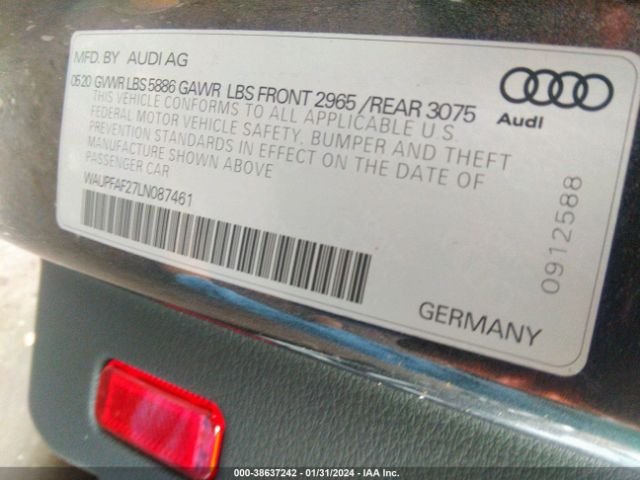 MFD. BY AUDI AG
0520 GVWR LBS 5886 GAWR LBS FRONT 2965 /REAR 3075
THIS VEHICLE CONFORMS TO ALL APPLICABLE U.S.
FEDERAL MOTOR VEHICLE SAFETY, BUMPER AND THEFT
PREVENTION STANDARDS IN EFFECT ON THE DATE OF
MANUFACTURE SHOWN ABOVE
PASSENGER CAR
WAUPFAF27LN087461
Audi
0912588
GERMANY
000-38637242 - 01/31/2024 - IAA Inc.